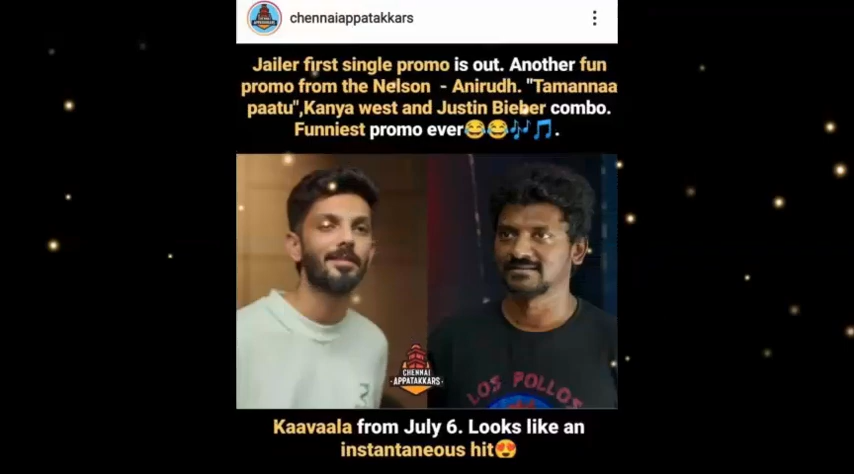 chennaiappatakkars
Jailer first single promo is out. Another fun
promo from the Nelson - Anirudh. "Tamannaa
paatu",Kanya west and Justin Bieber combo.
Funniest promo ever😂😂🎶🎵.
CHENNAI
APPATAKKARS
LOS POLLOS
Kaavaala from July 6. Looks like an
instantaneous hit😍